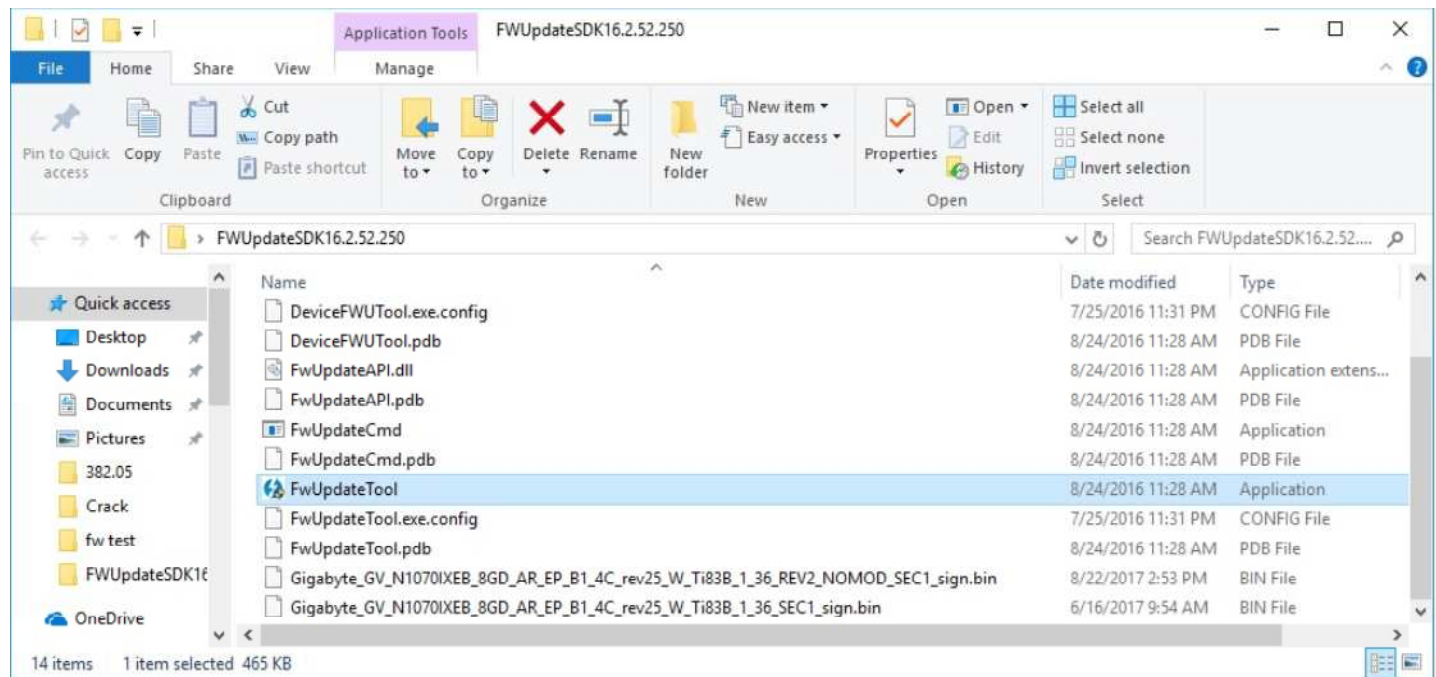 Application Tools FWUpdateSDK16.2.52.250
File Home Share View Manage
Pin to Quick access
Copy
Paste
Cut
Copy path
Paste shortcut
Move to
Copy to
Delete
Rename
New folder
New item
Easy access
Properties
Open
Edit
History
Select all
Select none
Invert selection
Clipboard Organize New Open Select
FWUpdateSDK16.2.52.250 Search FWUpdateSDK16.2.52....
Quick access
Desktop
Downloads
Documents
Pictures
382.05
Crack
fw test
FWUpdateSDK16
OneDrive
Name Date modified Type
DeviceFWUTool.exe.config 7/25/2016 11:31 PM CONFIG File
DeviceFWUTool.pdb 8/24/2016 11:28 AM PDB File
FwUpdateAPI.dll 8/24/2016 11:28 AM Application extens...
FwUpdateAPI.pdb 8/24/2016 11:28 AM PDB File
FwUpdateCmd 8/24/2016 11:28 AM Application
FwUpdateCmd.pdb 8/24/2016 11:28 AM PDB File
FwUpdateTool 8/24/2016 11:28 AM Application
FwUpdateTool.exe.config 7/25/2016 11:31 PM CONFIG File
FwUpdateTool.pdb 8/24/2016 11:28 AM PDB File
Gigabyte_GV_N1070IXEB_8GD_AR_EP_B1_4C_rev25_W_Ti83B_1_36_REV2_NOMOD_SEC1_sign.bin 8/22/2017 2:53 PM BIN File
Gigabyte_GV_N1070IXEB_8GD_AR_EP_B1_4C_rev25_W_Ti83B_1_36_SEC1_sign.bin 6/16/2017 9:54 AM BIN File
14 items 1 item selected 465 KB